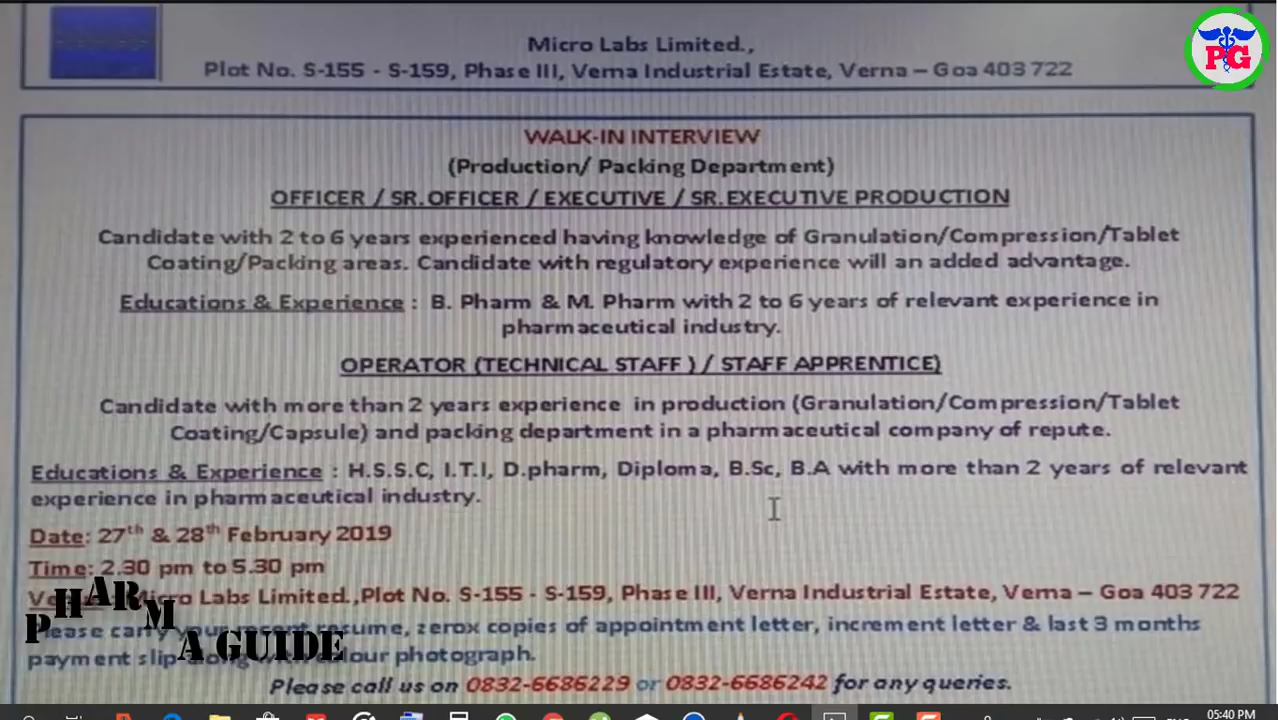 Micro Labs Limited.,
Plot No. S-155 - S-159, Phase III, Verna Industrial Estate, Verna – Goa 403 722
PG
WALK-IN INTERVIEW
(Production/ Packing Department)
OFFICER / SR.OFFICER / EXECUTIVE / SR.EXECUTIVE PRODUCTION
Candidate with 2 to 6 years experienced having knowledge of Granulation/Compression/Tablet
Coating/Packing areas. Candidate with regulatory experience will an added advantage.
Educations & Experience : B. Pharm & M. Pharm with 2 to 6 years of relevant experience in
pharmaceutical industry.
OPERATOR (TECHNICAL STAFF ) / STAFF APPRENTICE)
Candidate with more than 2 years experience in production (Granulation/Compression/Tablet
Coating/Capsule) and packing department in a pharmaceutical company of repute.
Educations & Experience : H.S.S.C, I.T.I, D.pharm, Diploma, B.Sc, B.A with more than 2 years of relevant
experience in pharmaceutical industry.
Date: 27th & 28th February 2019
Time: 2.30 pm to 5.30 pm
Micro Labs Limited.,Plot No. S-155 - S-159, Phase III, Verna Industrial Estate, Verna – Goa 403 722
Please carry your recent resume, zerox copies of appointment letter, increment letter & last 3 months
payment slip along with colour photograph.
PHARMA GUIDE
Please call us on 0832-6686229 or 0832-6686242 for any queries.
05:40 PM